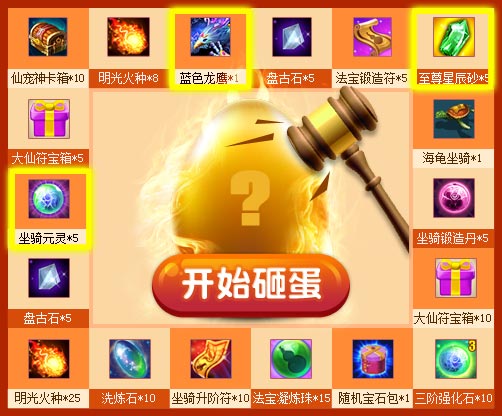 仙宠神卡箱*10
明光火种*8
蓝色龙鹰*1
盘古石*5
法宝锻造符*5
至尊星辰砂*5
大仙符宝箱*5
海龟坐骑*1
坐骑元灵*5
?
坐骑锻造丹*5
开始砸蛋
盘古石*5
大仙符宝箱*10
明光火种*25
洗炼石*10
坐骑升阶符*10
法宝凝炼珠*15
随机宝石包*1
3
三阶强化石*10